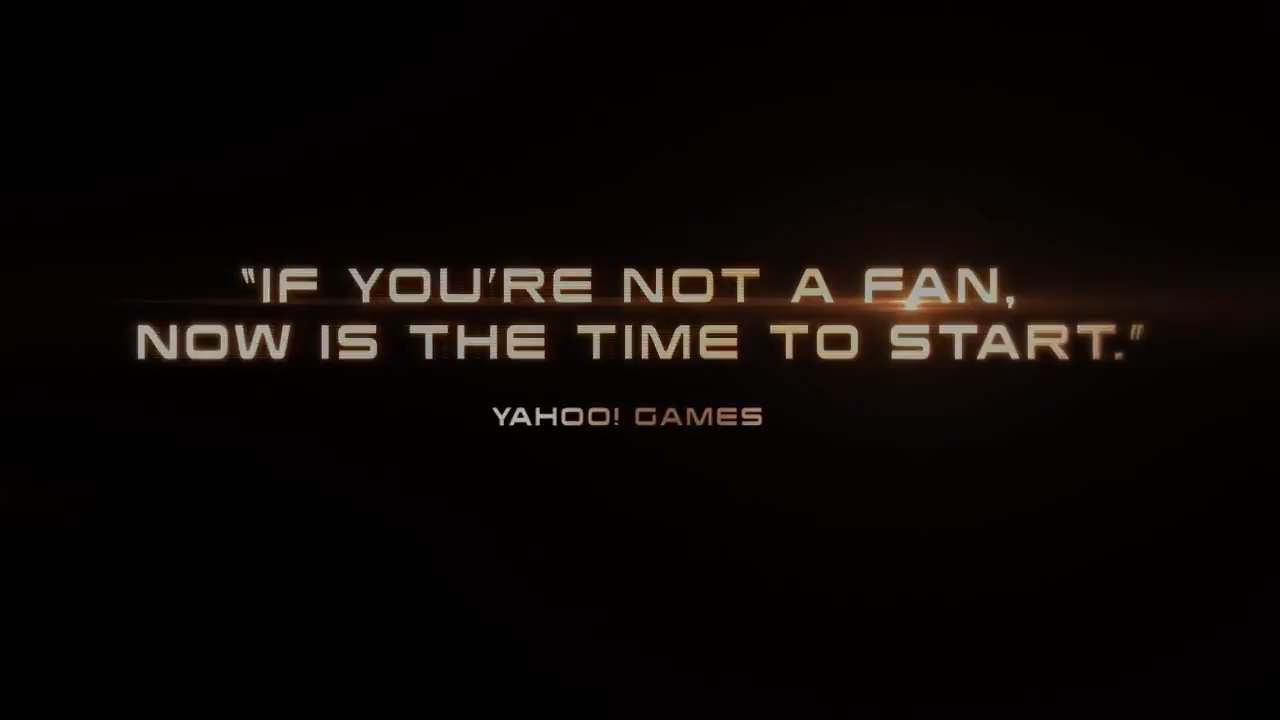 "IF YOU'RE NOT A FAN,
NOW IS THE TIME TO START."
YAHOO! GAMES